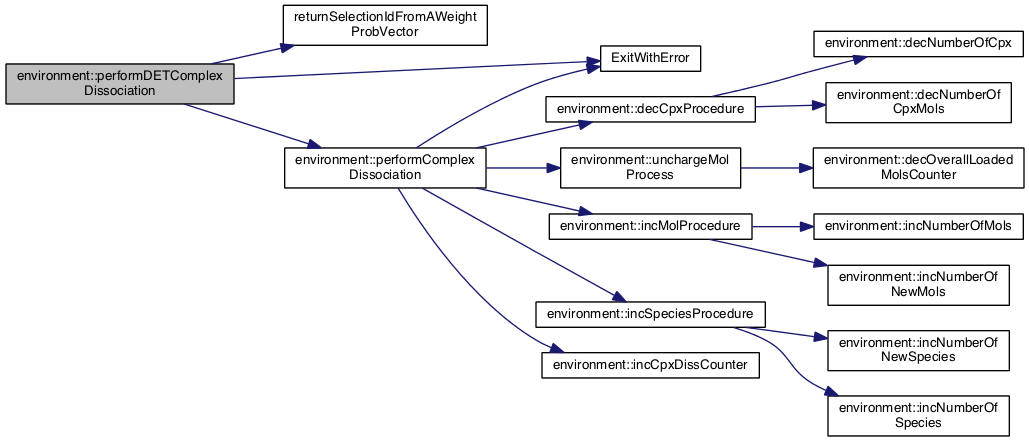 environment::performDETComplex
Dissociation
returnSelectionIdFromAWeight
ProbVector
ExitWithError
environment::performComplex
Dissociation
environment::decCpxProcedure
environment::decNumberOfCpx
environment::decNumberOf
CpxMols
environment::unchargeMol
Process
environment::decOverallLoaded
MolsCounter
environment::incMolProcedure
environment::incNumberOfMols
environment::incNumberOf
NewMols
environment::incSpeciesProcedure
environment::incNumberOf
NewSpecies
environment::incNumberOf
Species
environment::incCpxDissCounter